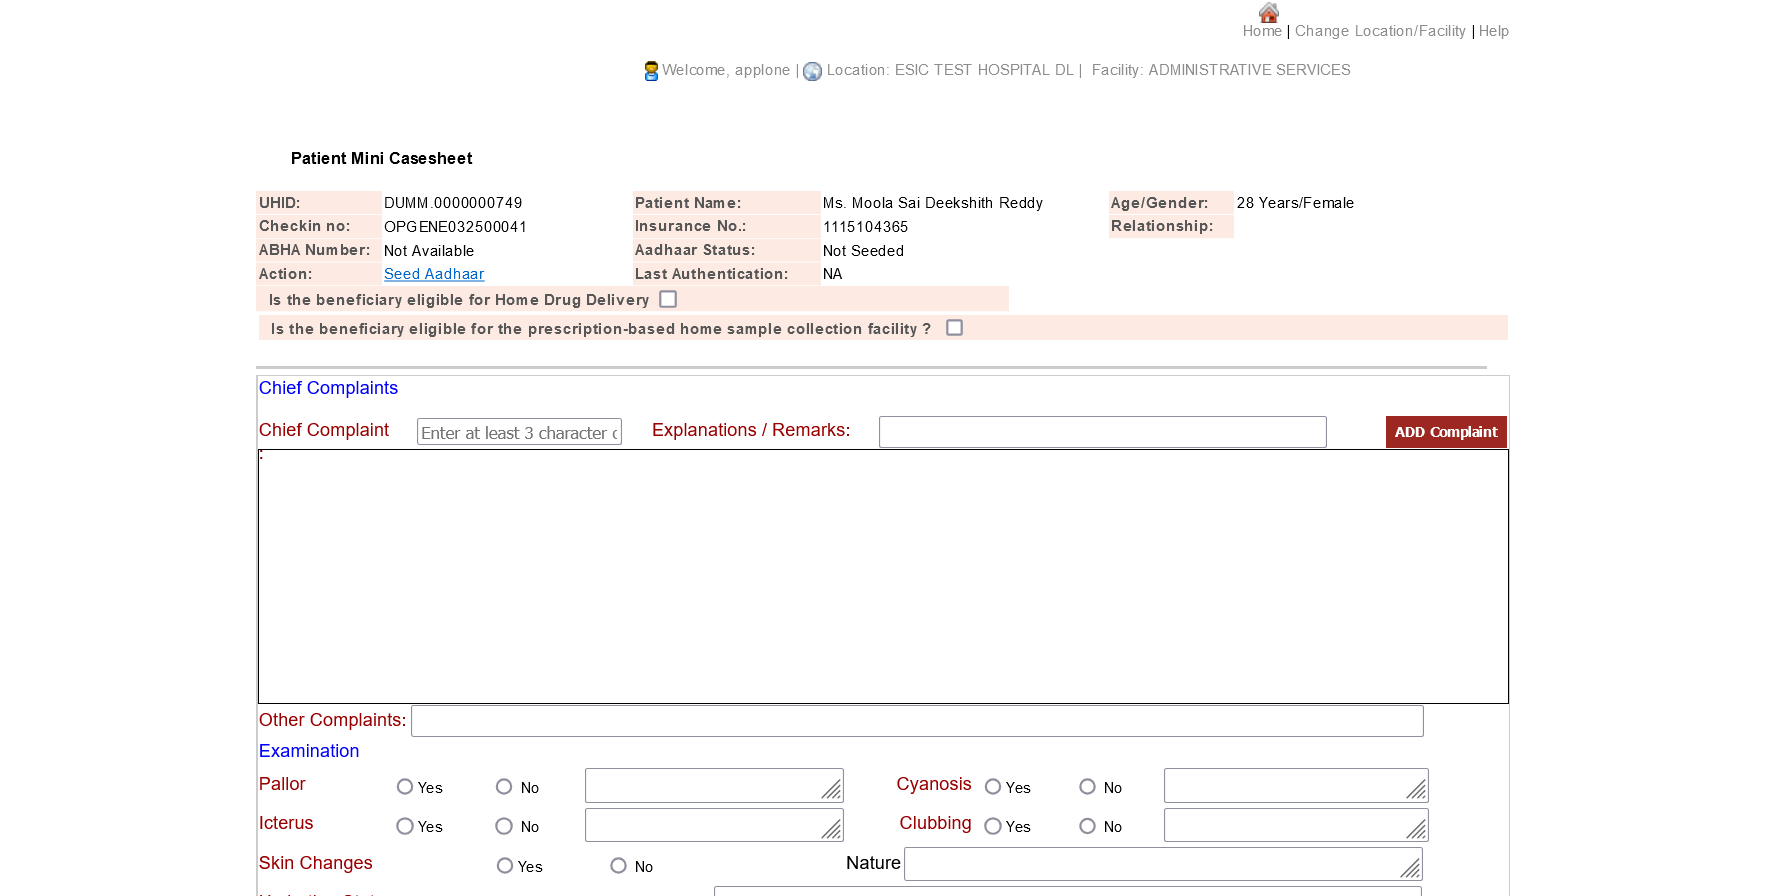 Home | Change Location/Facility | Help
Welcome, applone | Location: ESIC TEST HOSPITAL DL | Facility: ADMINISTRATIVE SERVICES
Patient Mini Casesheet
UHID: DUMM.0000000749 Patient Name: Ms. Moola Sai Deekshith Reddy Age/Gender: 28 Years/Female
Checkin no: OPGENE032500041 Insurance No.: 1115104365 Relationship:
ABHA Number: Not Available Aadhaar Status: Not Seeded
Action: Seed Aadhaar Last Authentication: NA
Is the beneficiary eligible for Home Drug Delivery
Is the beneficiary eligible for the prescription-based home sample collection facility ?
Chief Complaints
Chief Complaint Enter at least 3 character Explanations / Remarks: ADD Complaint
:
Other Complaints:
Examination
Pallor Yes No Cyanosis Yes No
Icterus Yes No Clubbing Yes No
Skin Changes Yes No Nature